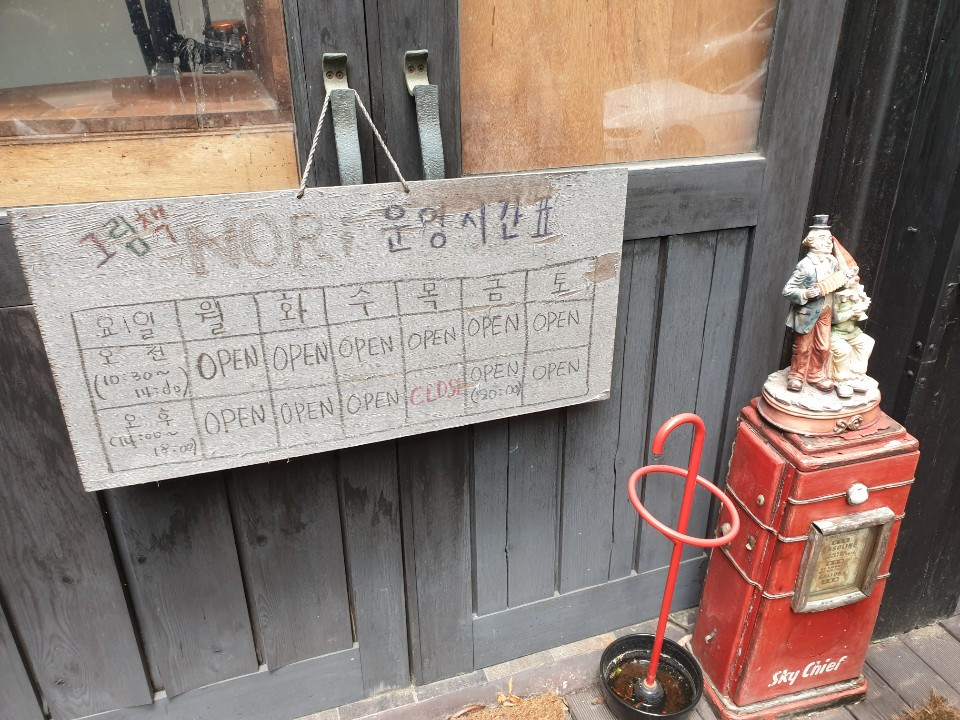 그림책 NORi 운영시간표
요일 월 화 수 목 금 토
오 전 OPEN OPEN OPEN OPEN OPEN OPEN
(10:30~
14:00)
오 후 OPEN OPEN OPEN CLOSE OPEN OPEN
(14:00~ (~20:00)
18:00)
GASOLINE
Sky Chief